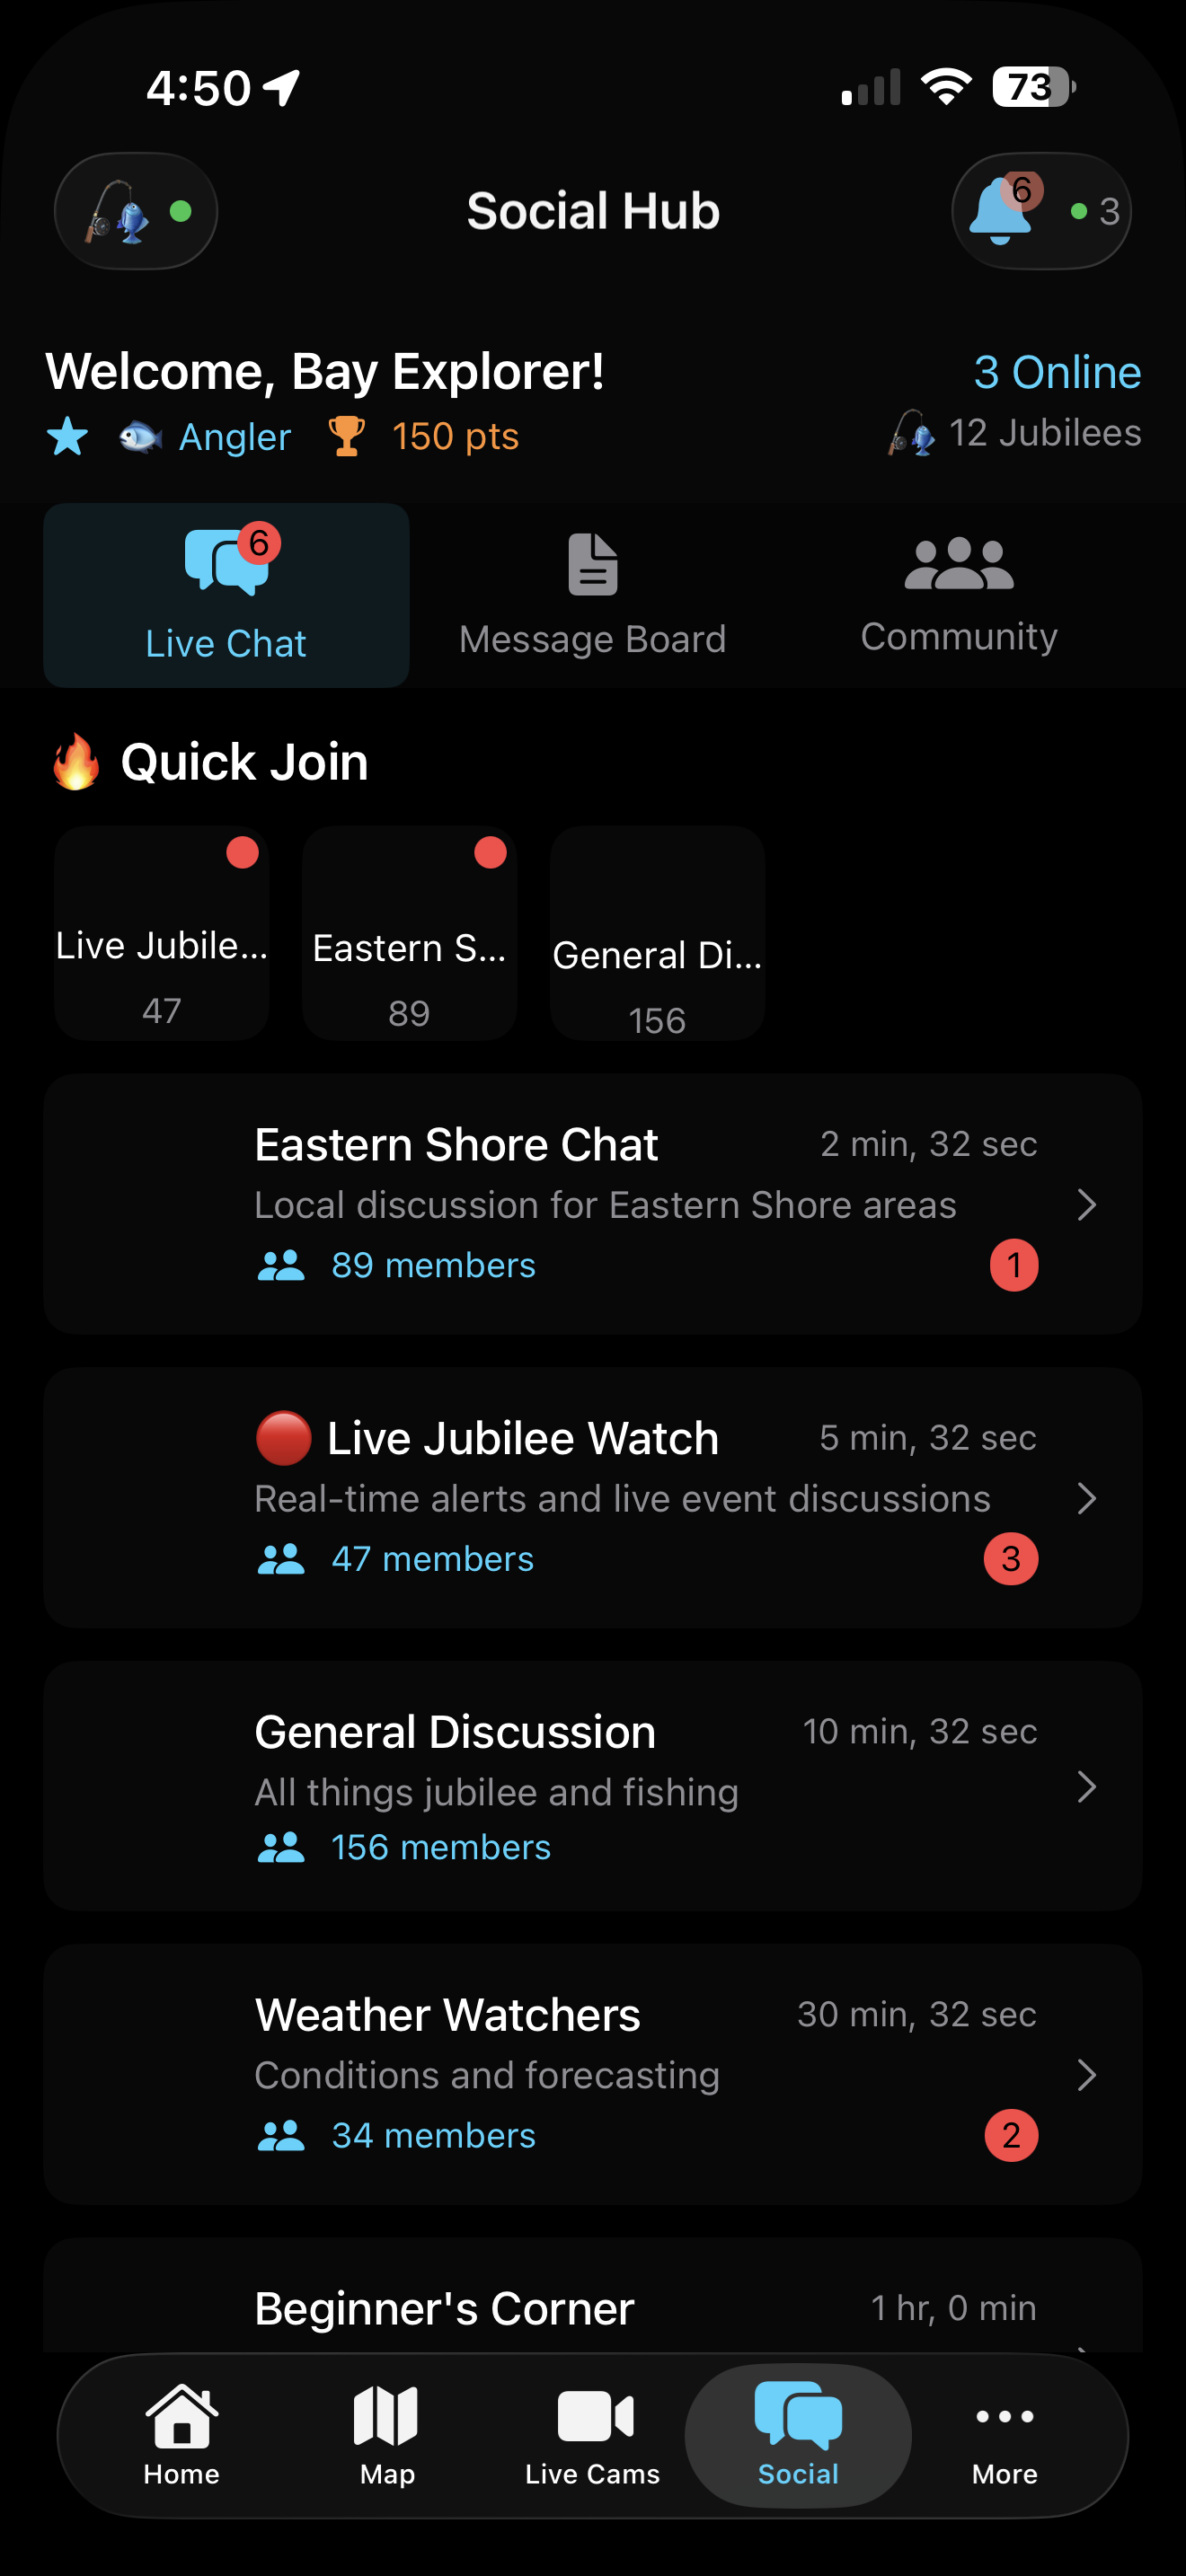 4:50
73
Social Hub
6
3
Welcome, Bay Explorer!
3 Online
Angler
150 pts
12 Jubilees
6
Live Chat
Message Board
Community
Quick Join
Live Jubile...
47
Eastern S...
89
General Di...
156
Eastern Shore Chat
2 min, 32 sec
Local discussion for Eastern Shore areas
89 members
1
Live Jubilee Watch
5 min, 32 sec
Real-time alerts and live event discussions
47 members
3
General Discussion
10 min, 32 sec
All things jubilee and fishing
156 members
Weather Watchers
30 min, 32 sec
Conditions and forecasting
34 members
2
Beginner's Corner
1 hr, 0 min
Home
Map
Live Cams
Social
More